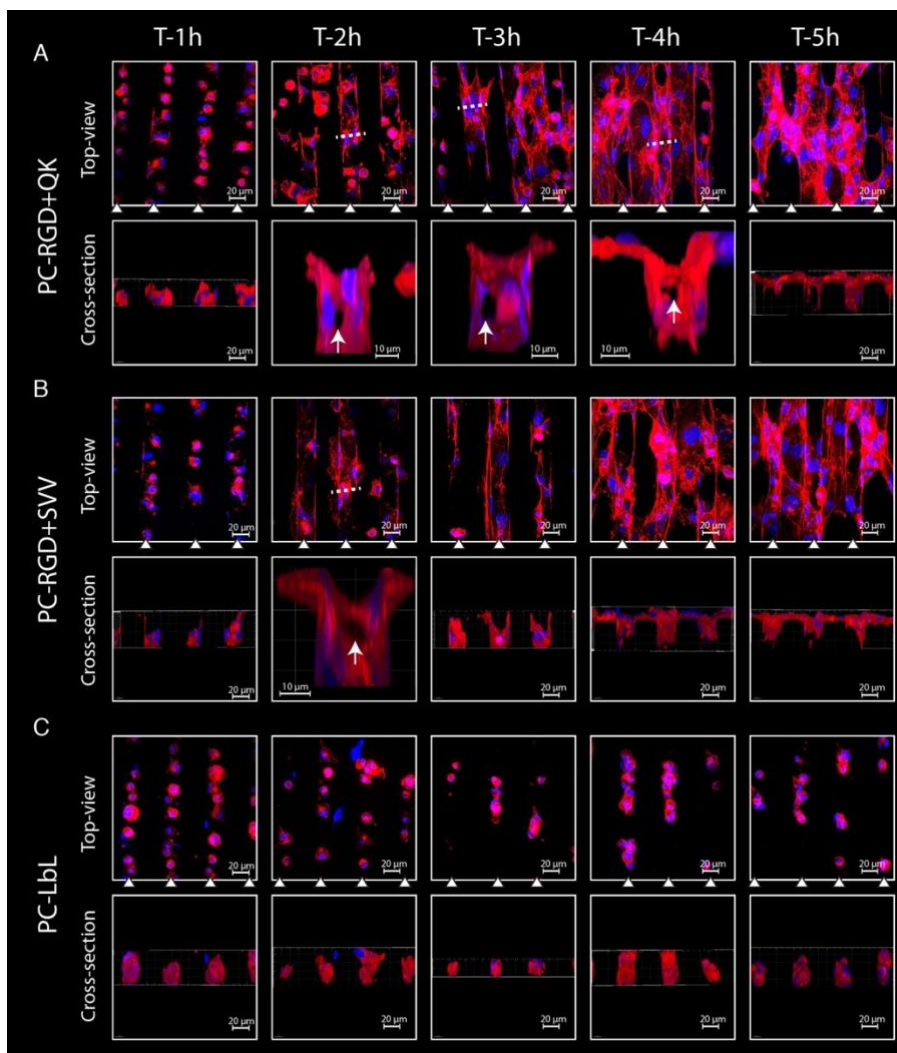 T-1h T-2h T-3h T-4h T-5h
A
PC-RGD+QK
Top-view
20 µm 20 µm 20 µm 20 µm 20 µm
Cross-section
20 µm 10 µm 10 µm 10 µm 20 µm
B
PC-RGD+SVV
Top-view
20 µm 20 µm 20 µm 20 µm 20 µm
Cross-section
20 µm 10 µm 20 µm 20 µm 20 µm
C
PC-LbL
Top-view
20 µm 20 µm 20 µm 20 µm 20 µm
Cross-section
20 µm 20 µm 20 µm 20 µm 20 µm